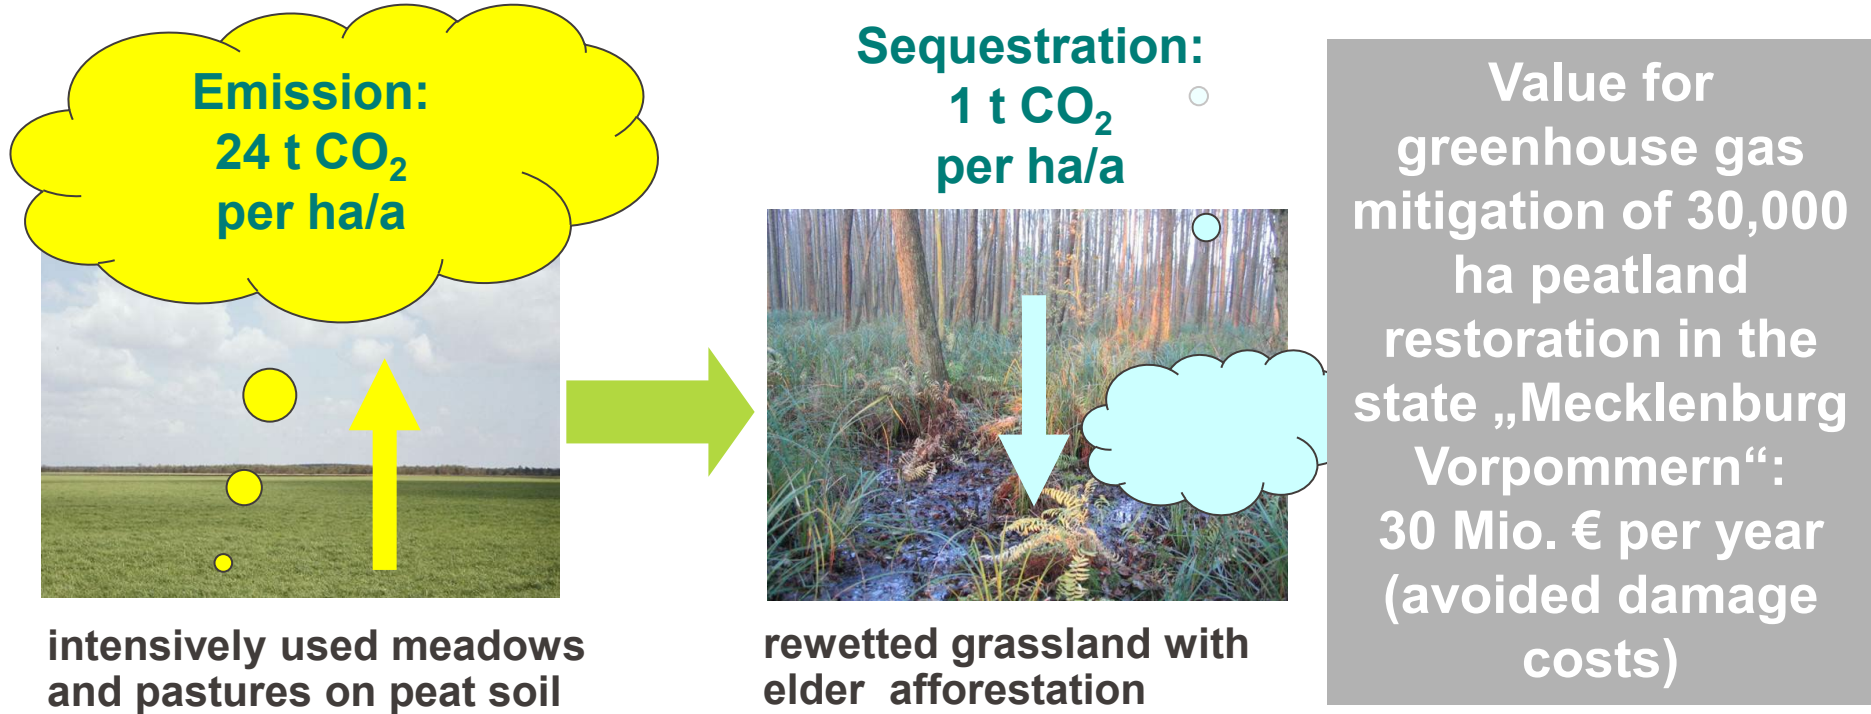 Emission:
24 t CO₂
per ha/a
intensively used meadows
and pastures on peat soil
Sequestration:
1 t CO₂
per ha/a
rewetted grassland with
elder  afforestation
Value for
greenhouse gas
mitigation of 30,000
ha peatland
restoration in the
state „Mecklenburg
Vorpommern“:
30 Mio. € per year
(avoided damage
costs)